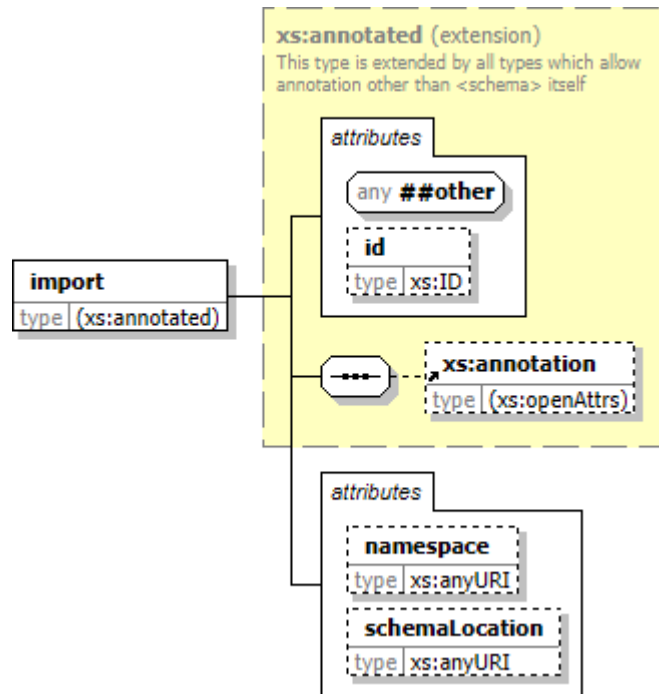 xs:annotated (extension)
This type is extended by all types which allow
annotation other than <schema> itself
attributes
any ##other
id
type xs:ID
import
type (xs:annotated)
xs:annotation
type (xs:openAttrs)
attributes
namespace
type xs:anyURI
schemaLocation
type xs:anyURI